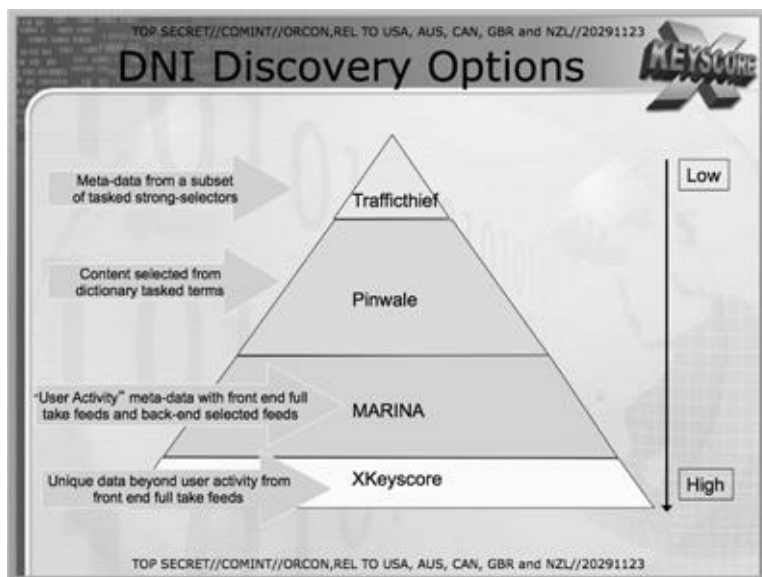 TOP SECRET//COMINT//ORCON,REL TO USA, AUS, CAN, GBR and NZL//20291123
DNI Discovery Options
X KEYSCORE
Meta-data from a subset
of tasked strong-selectors
Trafficthief
Low
Content selected from
dictionary tasked terms
Pinwale
"User Activity" meta-data with front end full
take feeds and back-end selected feeds
MARINA
Unique data beyond user activity from
front end full take feeds
XKeyscore
High
TOP SECRET//COMINT//ORCON,REL TO USA, AUS, CAN, GBR and NZL//20291123